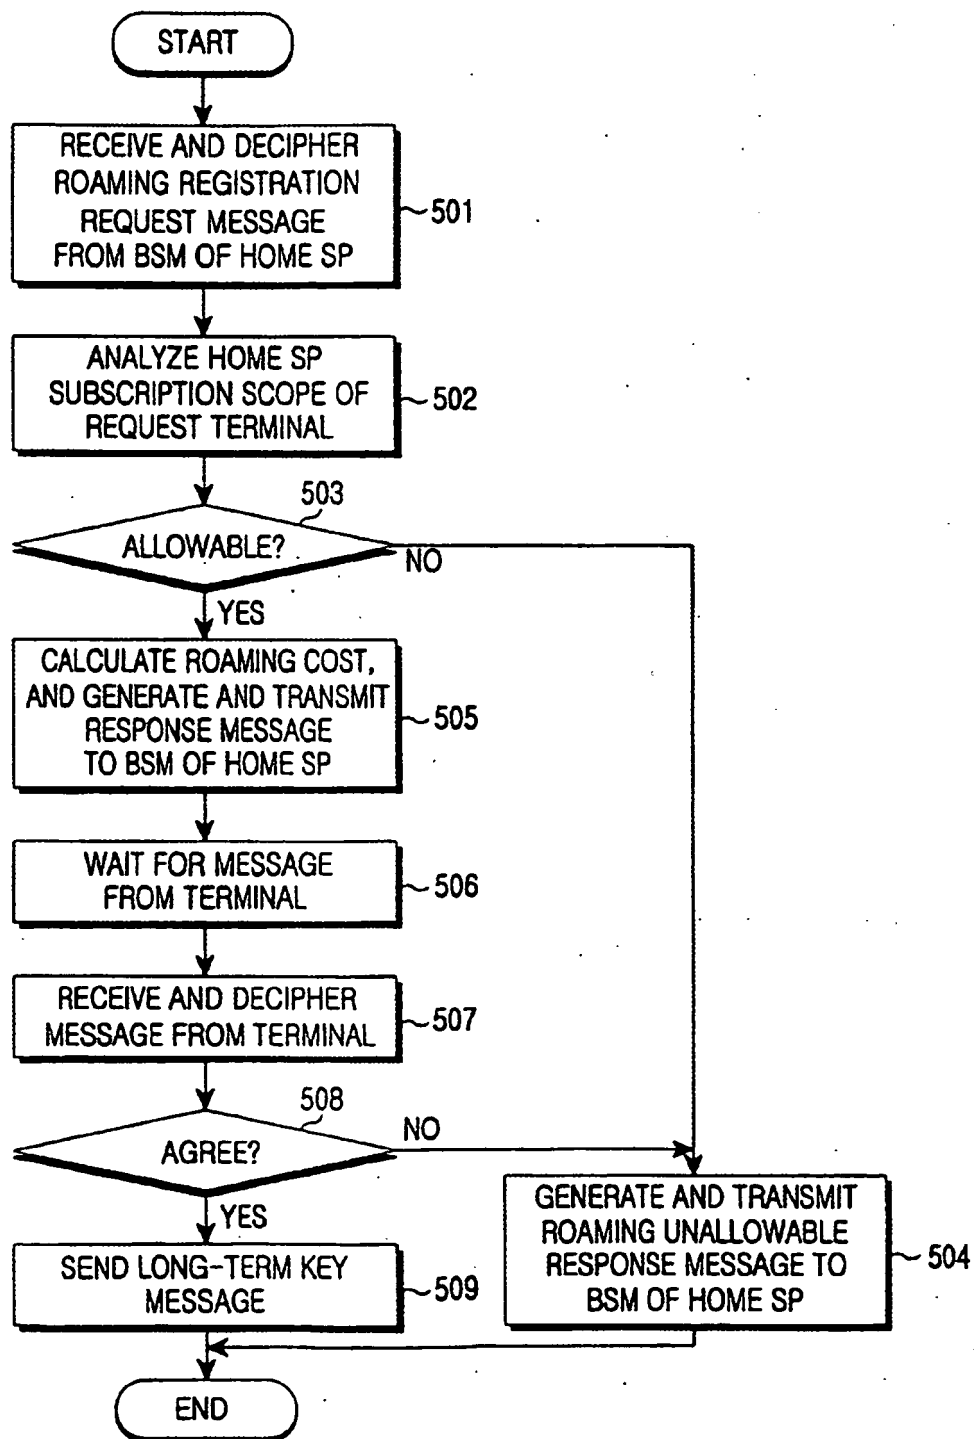 START
RECEIVE AND DECIPHER
ROAMING REGISTRATION
REQUEST MESSAGE
FROM BSM OF HOME SP
501
ANALYZE HOME SP
SUBSCRIPTION SCOPE OF
REQUEST TERMINAL
502
503
ALLOWABLE?
NO
YES
CALCULATE ROAMING COST,
AND GENERATE AND TRANSMIT
RESPONSE MESSAGE
TO BSM OF HOME SP
505
WAIT FOR MESSAGE
FROM TERMINAL
506
RECEIVE AND DECIPHER
MESSAGE FROM TERMINAL
507
508
AGREE?
NO
YES
GENERATE AND TRANSMIT
ROAMING UNALLOWABLE
RESPONSE MESSAGE TO
BSM OF HOME SP
504
SEND LONG-TERM KEY
MESSAGE
509
END